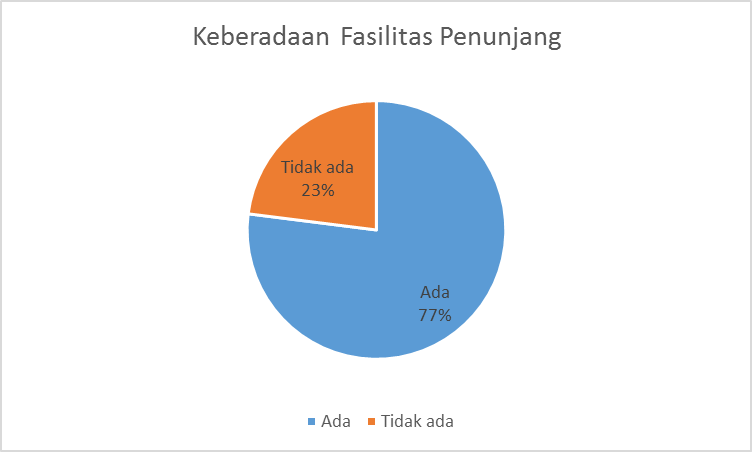 Keberadaan Fasilitas Penunjang
Tidak ada
23%
Ada
77%
Ada Tidak ada